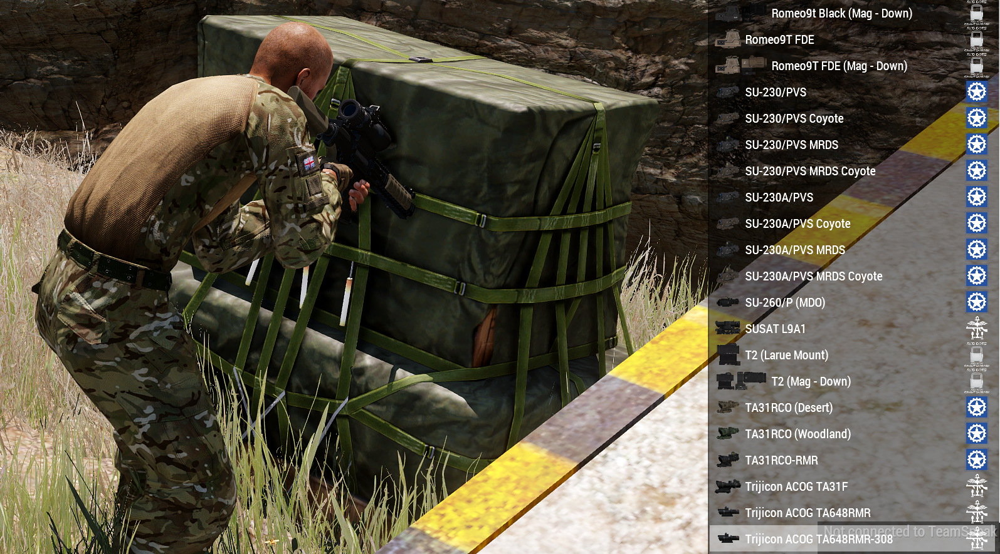 Romeo9t Black (Mag - Down)
Romeo9T FDE
Romeo9T FDE (Mag - Down)
SU-230/PVS
SU-230/PVS Coyote
SU-230/PVS MRDS
SU-230/PVS MRDS Coyote
SU-230A/PVS
SU-230A/PVS Coyote
SU-230A/PVS MRDS
SU-230A/PVS MRDS Coyote
SU-260/P (MDO)
SUSAT L9A1
T2 (Larue Mount)
T2 (Mag - Down)
TA31RCO (Desert)
TA31RCO (Woodland)
TA31RCO-RMR
Trijicon ACOG TA31F
Trijicon ACOG TA648RMR
Not connected to TeamSpeak
Trijicon ACOG TA648RMR-308